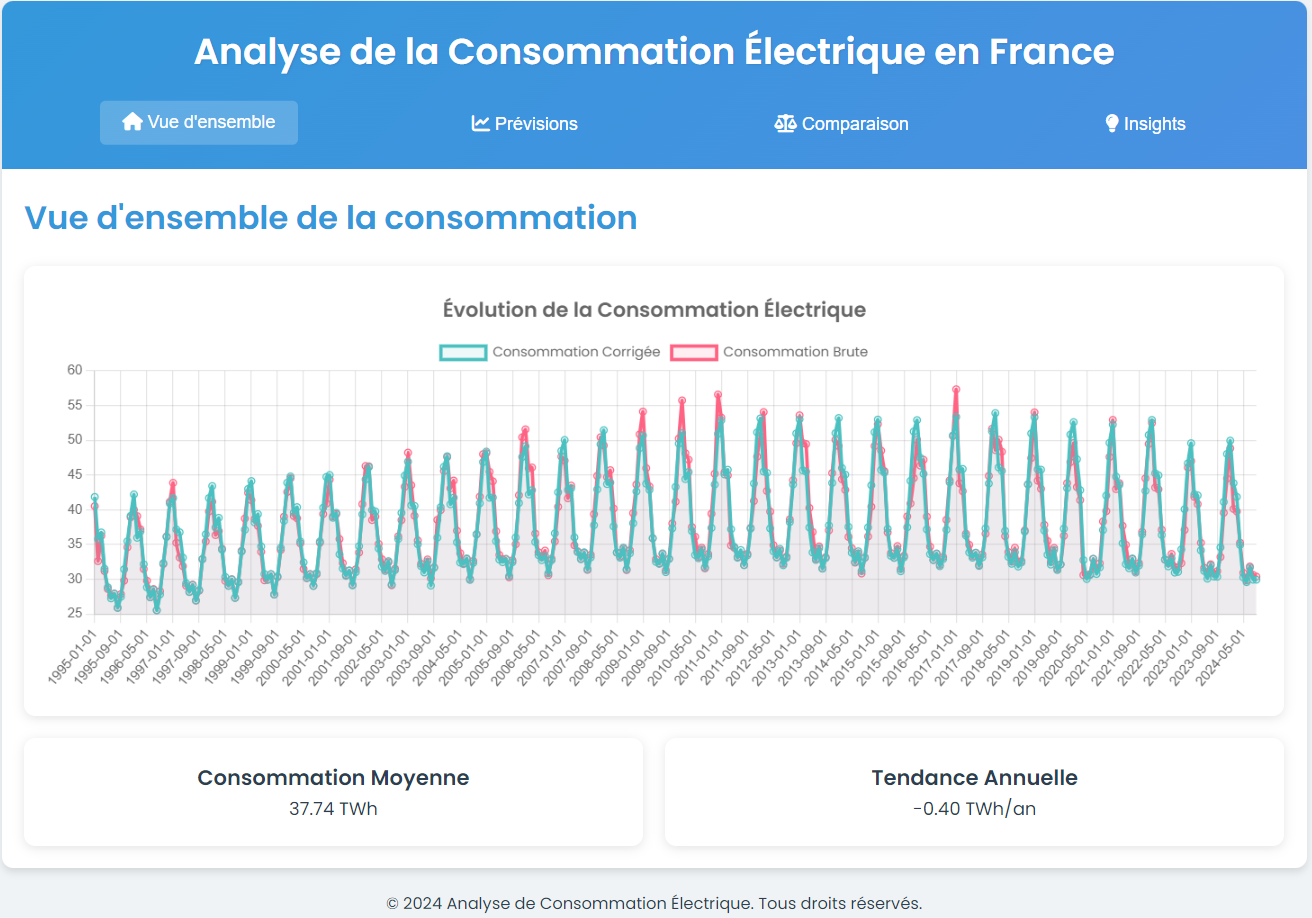 Analyse de la Consommation Électrique en France
Vue d'ensemble Prévisions Comparaison Insights
Vue d'ensemble de la consommation
Évolution de la Consommation Électrique
Consommation Corrigée Consommation Brute
60
55
50
45
40
35
30
25
1995-01-01 1995-09-01 1996-05-01 1997-01-01 1997-09-01 1998-05-01 1999-01-01 1999-09-01 2000-05-01 2001-01-01 2001-09-01 2002-05-01 2003-01-01 2003-09-01 2004-05-01 2005-01-01 2005-09-01 2006-05-01 2007-01-01 2007-09-01 2008-05-01 2009-01-01 2009-09-01 2010-05-01 2011-01-01 2011-09-01 2012-05-01 2013-01-01 2013-09-01 2014-05-01 2015-01-01 2015-09-01 2016-05-01 2017-01-01 2017-09-01 2018-05-01 2019-01-01 2019-09-01 2020-05-01 2021-01-01 2021-09-01 2022-05-01 2023-01-01 2023-09-01 2024-05-01
Consommation Moyenne Tendance Annuelle
37.74 TWh -0.40 TWh/an
© 2024 Analyse de Consommation Électrique. Tous droits réservés.